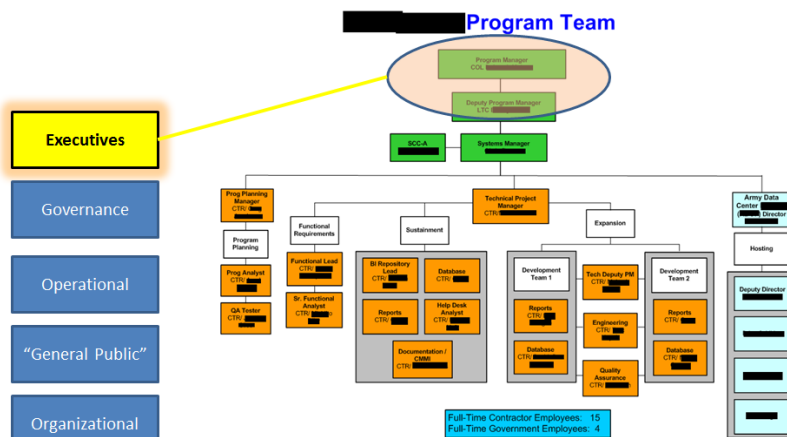 Program Team
Executives
Governance
Operational
“General Public”
Organizational
Program Manager
COL
Deputy Program Manager
LTC
SCC-A
Systems Manager
Prog Planning
Manager
CTR/
Technical Project
Manager
CTR/
Army Data
Center
Director
Program
Planning
Functional
Requirements
Sustainment
Expansion
Hosting
Prog Analyst
CTR/
QA Tester
CTR/
Functional Lead
CTR/
Sr. Functional
Analyst
CTR/
BI Repository
Lead
CTR/
Database
CTR/
Reports
CTR/
Help Desk
Analyst
CTR/
Documentation /
CMMI
CTR/
Development
Team 1
Reports
CTR/
Database
CTR/
Tech Deputy PM
CTR/
Engineering
CTR/
Quality
Assurance
CTR/
Development
Team 2
Reports
CTR/
Database
CTR/
Deputy Director
Full-Time Contractor Employees: 15
Full-Time Government Employees: 4